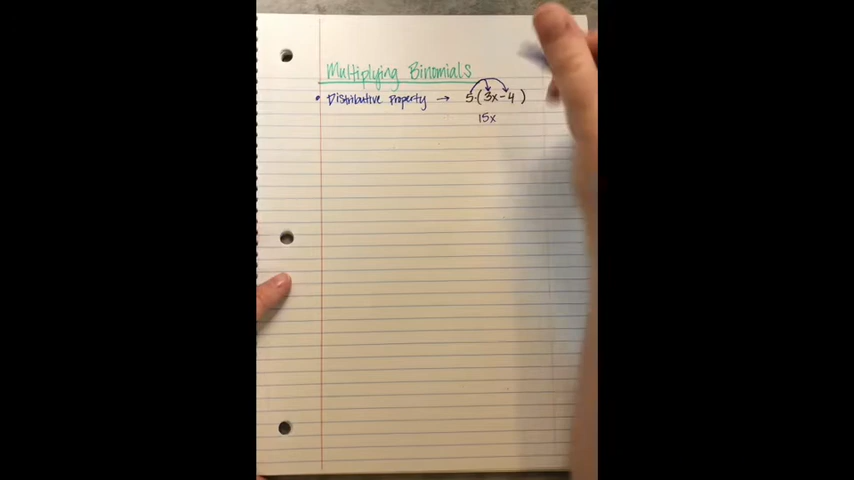 Multiplying Binomials
• Distributive Property → 5·(3x-4)
15x